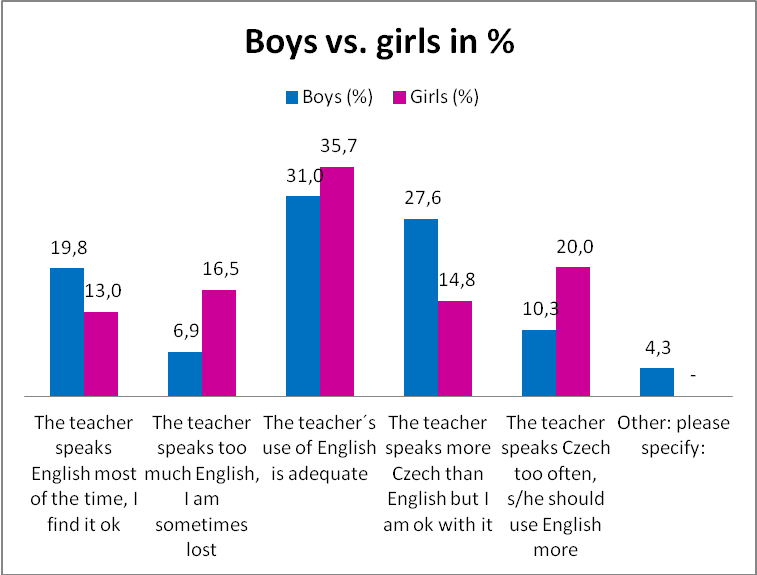 Boys vs. girls in %
Boys (%) Girls (%)
19,8
13,0
6,9
16,5
31,0
35,7
27,6
14,8
10,3
20,0
4,3
-
The teacher
speaks
English most
of the time, I
find it ok
The teacher
speaks too
much English,
I am
sometimes
lost
The teacher´s
use of English
is adequate
The teacher
speaks more
Czech than
English but I
am ok with it
The teacher
speaks Czech
too often,
s/he should
use English
more
Other: please
specify: